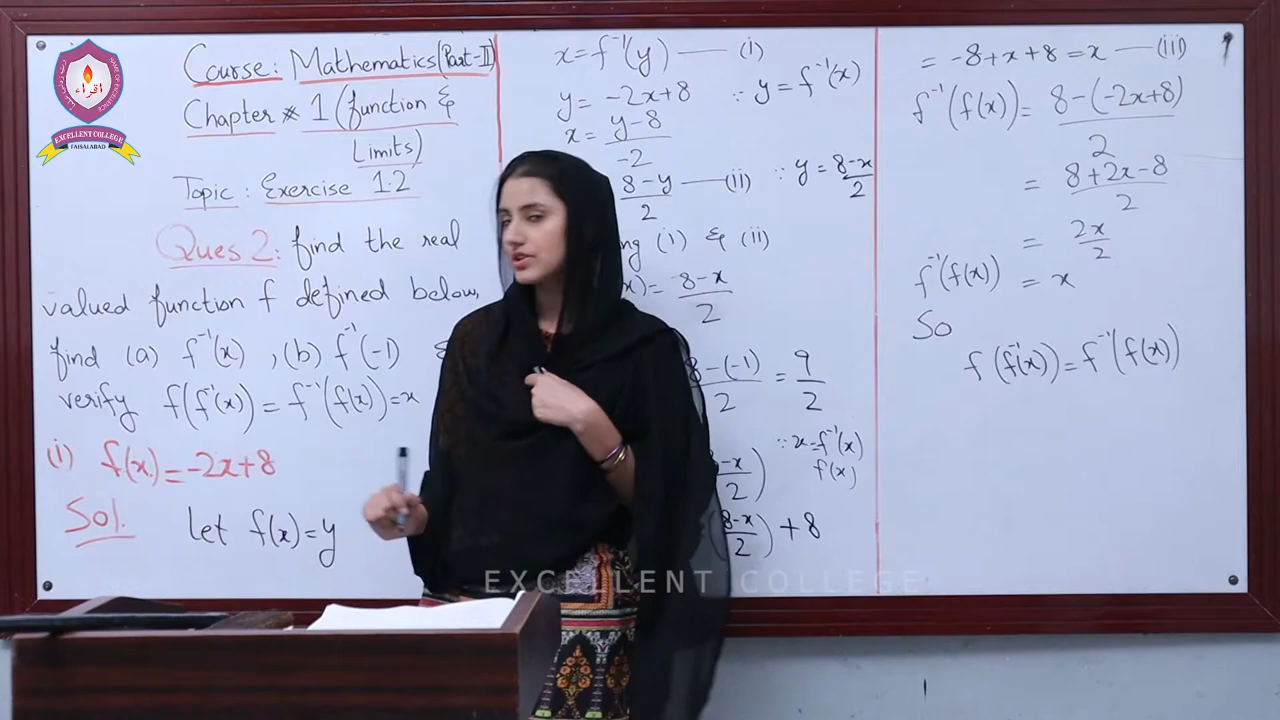 Course: Mathematics (Part-II)
Chapter * 1 (function &
Limits)
Topic: Exercise 1.2
Ques 2: find the real
valued function f defined below,
find (a) f⁻¹(x), (b) f⁻¹(-1) &
verify f(f⁻¹(x)) = f⁻¹(f(x)) = x
(i) f(x) = -2x+8
Sol. let f(x) = y
x = f⁻¹(y) — (i)
∵ y = f⁻¹(x)
y = -2x+8
x = y-8
-2
8-y — (ii) ∵ y = 8-x
2 2
(i) & (ii)
= 8-x
2
8-(-1) = 9
2 2
∵ x = f⁻¹(x)
f(x)
-x)
2
(8-x) + 8
2
= -8+x+8 = x — (iii)
f⁻¹(f(x)) = 8-(-2x+8)
2
= 8+2x-8
2
= 2x
2
f⁻¹(f(x)) = x
So
f(f⁻¹(x)) = f⁻¹(f(x))
اقراء
EXCELLENT COLLEGE
FAISALABAD
EXCELLENT COLLEGE